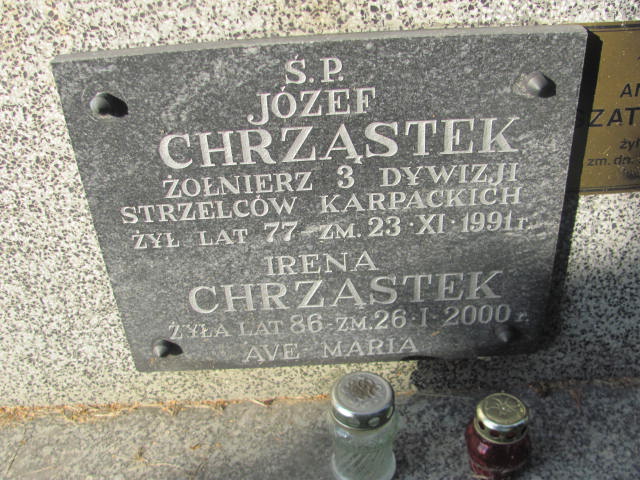 Ś.P.
JÓZEF
CHRZĄSTEK
ŻOŁNIERZ 3 DYWIZJI
STRZELCÓW KARPACKICH
ŻYŁ LAT 77 - ZM. 23 · XI · 1991 r.
IRENA
CHRZĄSTEK
ŻYŁA LAT 86 - ZM. 26 · I · 2000 r.
AVE MARIA